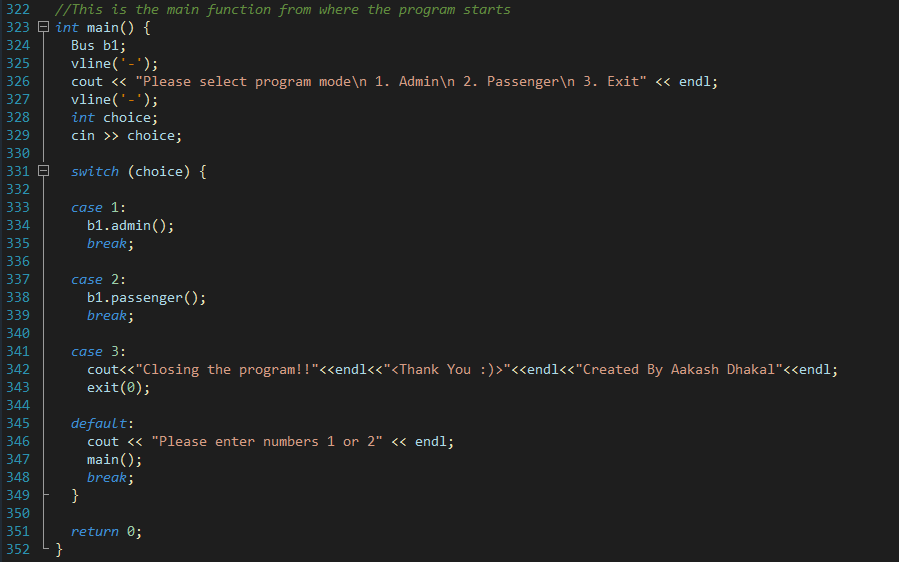 322 //This is the main function from where the program starts
323 int main() {
324 Bus b1;
325 vline('-');
326 cout << "Please select program mode\n 1. Admin\n 2. Passenger\n 3. Exit" << endl;
327 vline('-');
328 int choice;
329 cin >> choice;
330
331 switch (choice) {
332
333 case 1:
334 b1.admin();
335 break;
336
337 case 2:
338 b1.passenger();
339 break;
340
341 case 3:
342 cout<<"Closing the program!!"<<endl<<"<Thank You :)>"<<endl<<"Created By Aakash Dhakal"<<endl;
343 exit(0);
344
345 default:
346 cout << "Please enter numbers 1 or 2" << endl;
347 main();
348 break;
349 }
350
351 return 0;
352 }